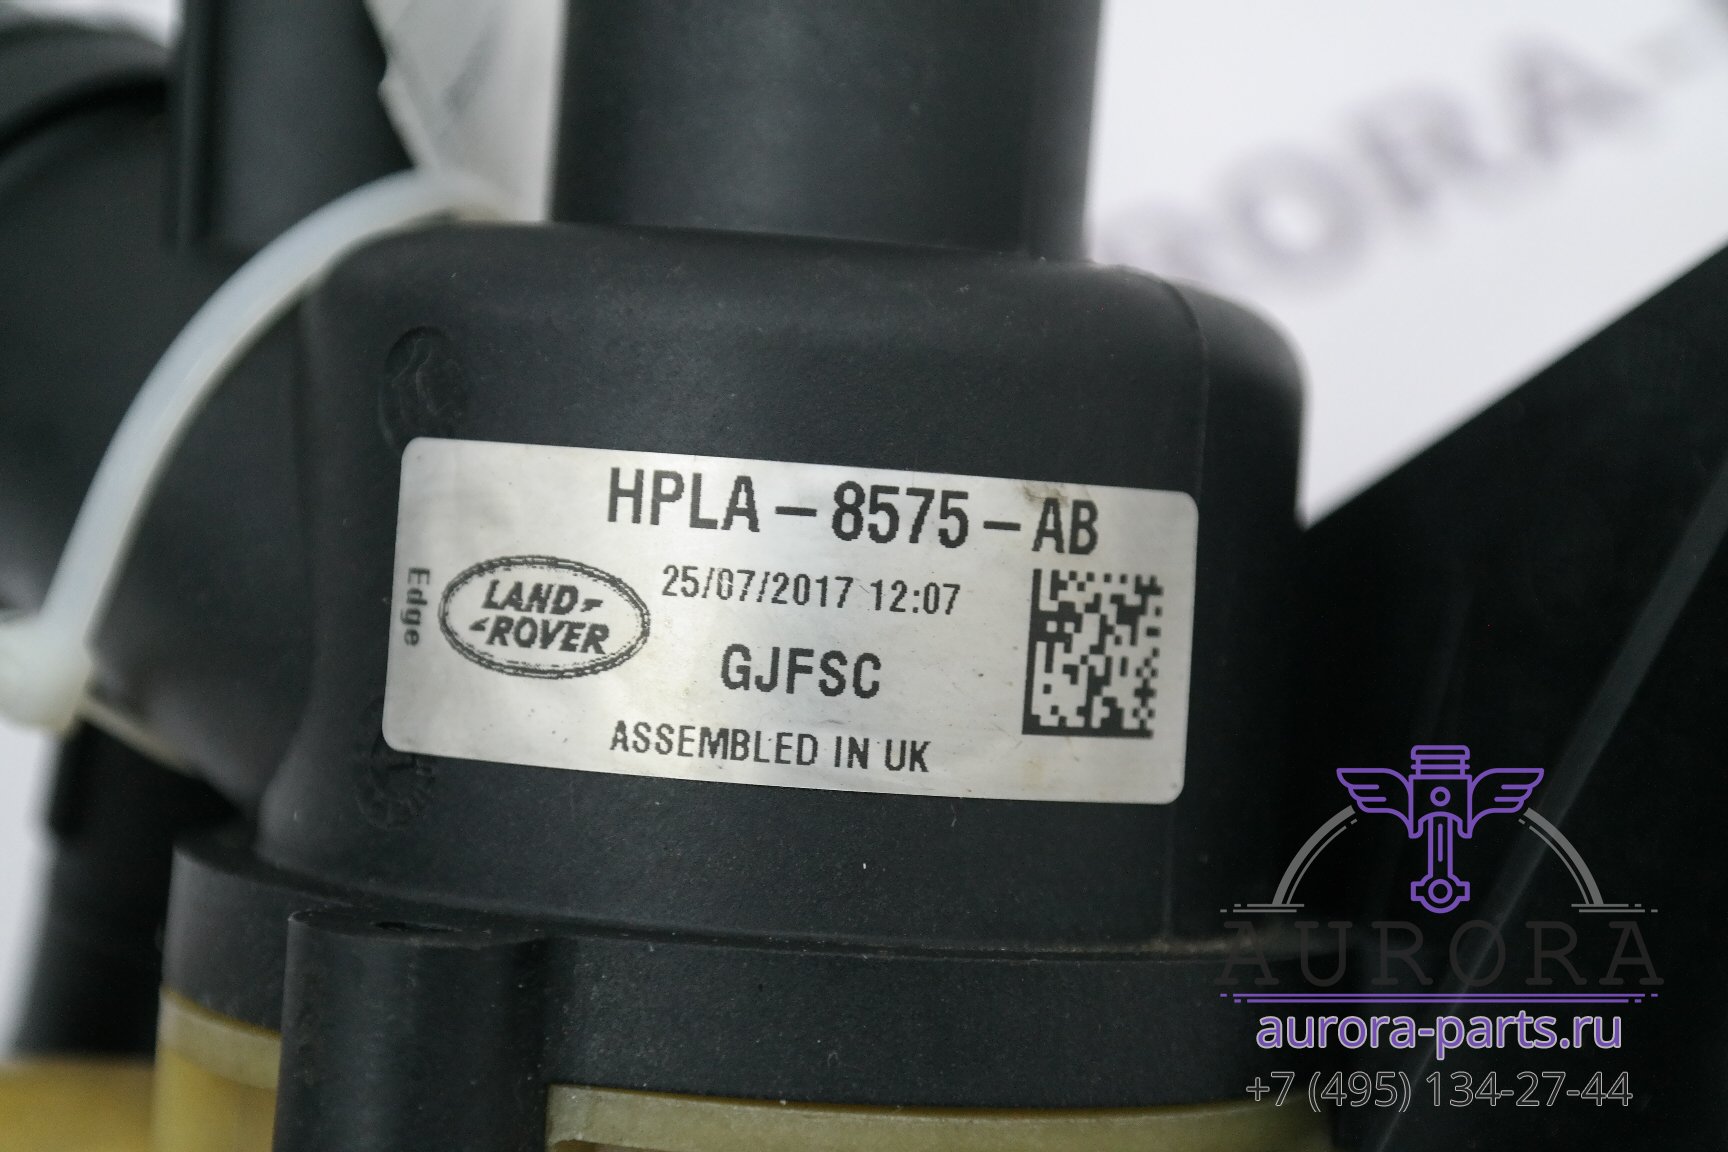 HPLA-8575-AB
25/07/2017 12:07
Edge
LAND-
-ROVER
GJFSC
ASSEMBLED IN UK
AURORA
aurora-parts.ru
+7 (495) 134-27-44